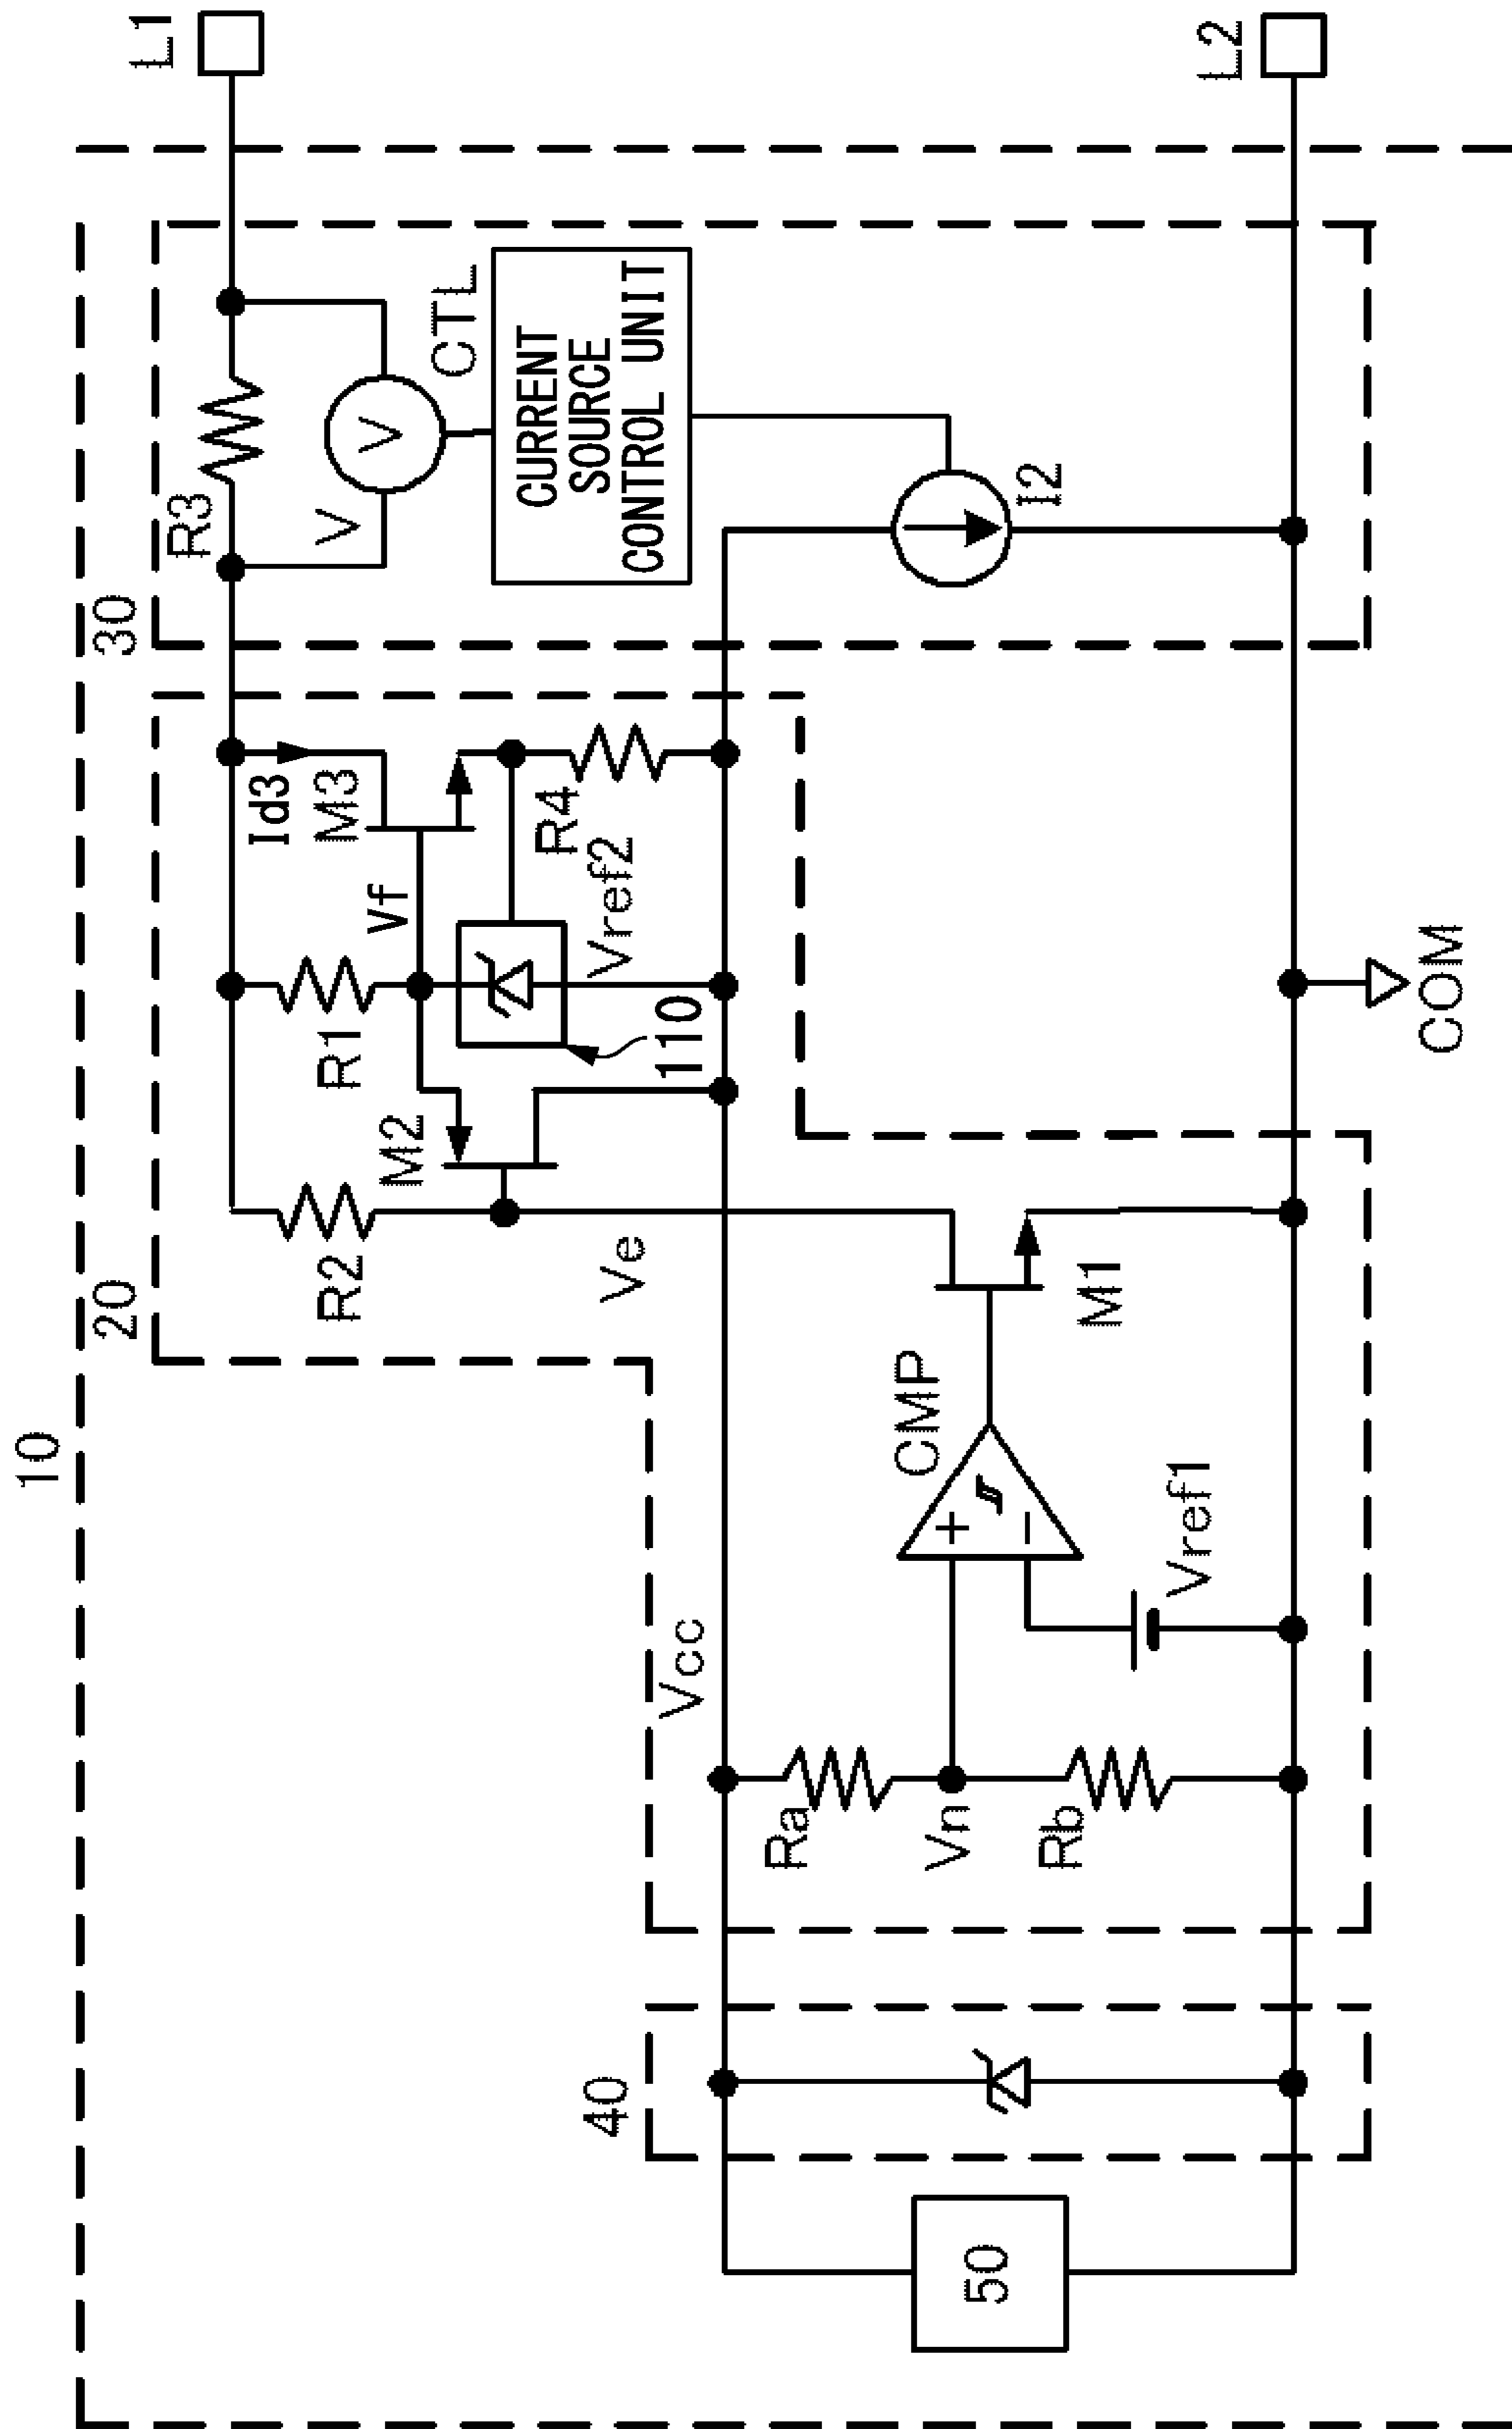 10
20
30
R3
L1
V
V
CTL
CURRENT
SOURCE
CONTROL UNIT
I2
Id3
M3
R4
Vf
Vref2
R1
110
M2
R2
Ve
Vcc
CMP
+
−
M1
Vref1
Ra
Vn
Rb
40
50
COM
L2